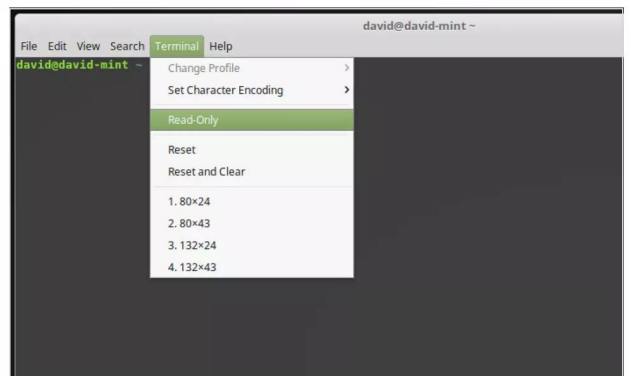 david@david-mint ~
File Edit View Search Terminal Help
david@david-mint ~
Change Profile
Set Character Encoding
Read-Only
Reset
Reset and Clear
1. 80×24
2. 80×43
3. 132×24
4. 132×43